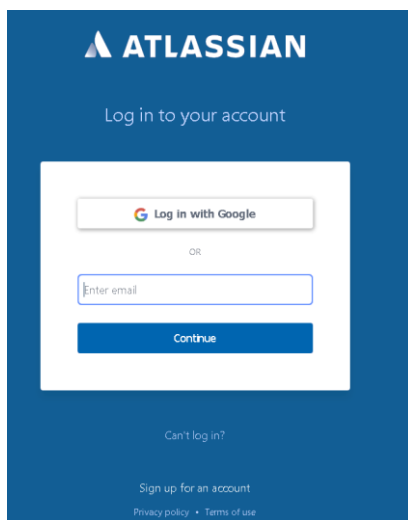 ATLASSIAN
Log in to your account
Log in with Google
OR
Enter email
Continue
Can't log in?
Sign up for an account
Privacy policy • Terms of use